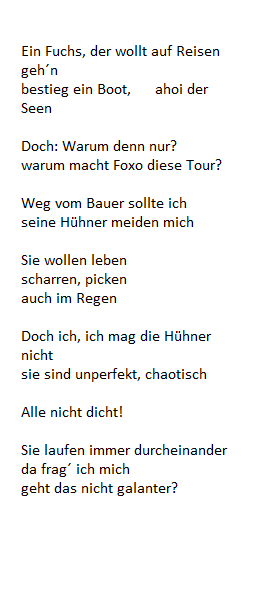 Ein Fuchs, der wollt auf Reisen
geh´n
bestieg ein Boot,      ahoi der
Seen

Doch: Warum denn nur?
warum macht Foxo diese Tour?

Weg vom Bauer sollte ich
seine Hühner meiden mich

Sie wollen leben
scharren, picken
auch im Regen

Doch ich, ich mag die Hühner
nicht
sie sind unperfekt, chaotisch

Alle nicht dicht!

Sie laufen immer durcheinander
da frag´ ich mich
geht das nicht galanter?